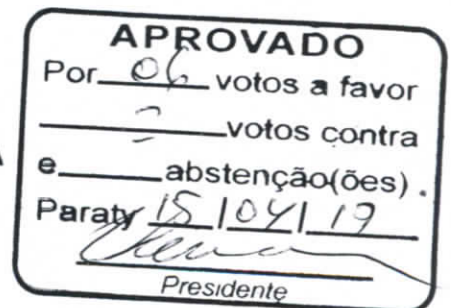 APROVADO
Por 06 votos a favor
votos contra
e abstenção(ões).
Paraty 15/04/19
Presidente